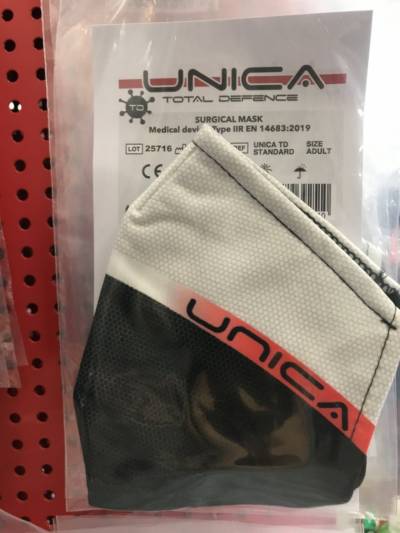 UNICA
TOTAL DEFENCE
TD
SURGICAL MASK
Medical Type IIR EN 14683:2019
LOT 25716 REF UNICA TD STANDARD SIZE ADULT
CE
UNICA